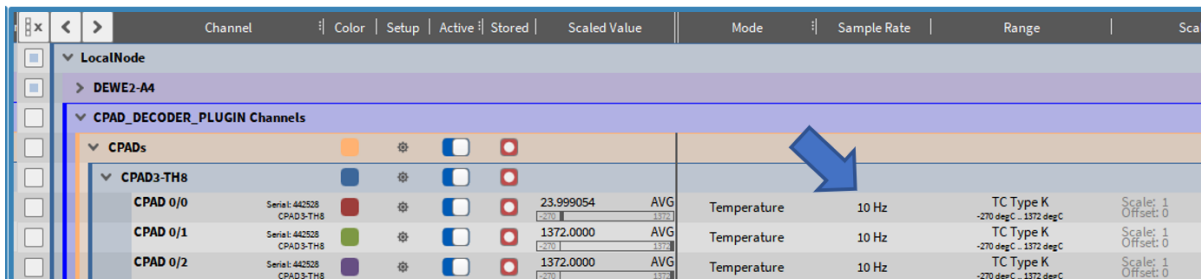 x < > Channel Color Setup Active Stored Scaled Value Mode Sample Rate Range Sca
LocalNode
> DEWE2-A4
CPAD_DECODER_PLUGIN Channels
CPADs
CPAD3-TH8
CPAD 0/0 Serial: 442528 23.999054 AVG Temperature 10 Hz TC Type K Scale: 1
CPAD3-TH8 -270 1372 -270 degC .. 1372 degC Offset: 0
CPAD 0/1 Serial: 442528 1372.0000 AVG Temperature 10 Hz TC Type K Scale: 1
CPAD3-TH8 -270 1372 -270 degC .. 1372 degC Offset: 0
CPAD 0/2 Serial: 442528 1372.0000 AVG Temperature 10 Hz TC Type K Scale: 1
CPAD3-TH8 -270 1372 -270 degC .. 1372 degC Offset: 0